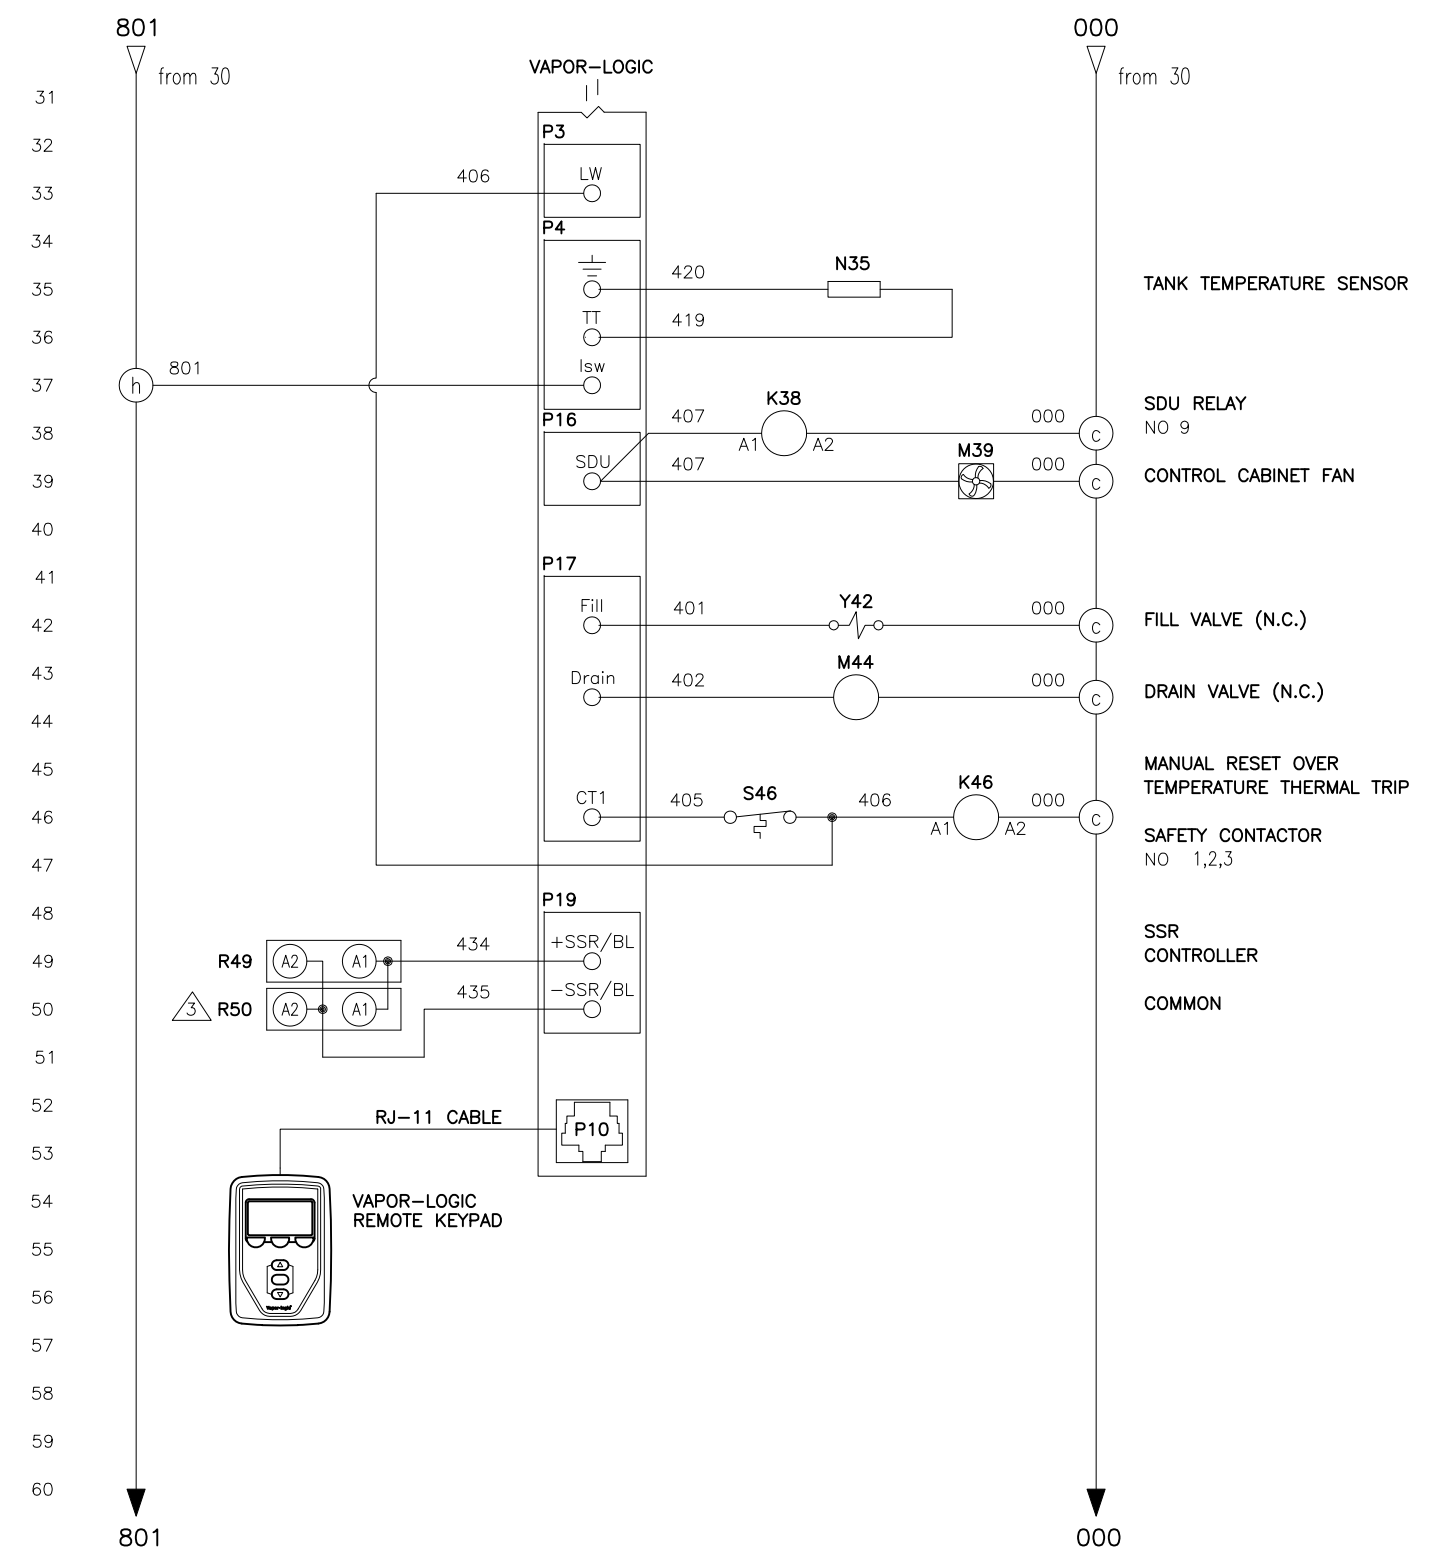 801
000
from 30
from 30
VAPOR-LOGIC
31
P3
32
LW
406
33
P4
34
420
N35
TANK TEMPERATURE SENSOR
35
TT
419
36
Isw
801
h
37
K38
SDU RELAY
P16
407
000
NO 9
38
A1
A2
c
SDU
407
M39
000
CONTROL CABINET FAN
39
c
40
P17
41
Fill
401
Y42
000
FILL VALVE (N.C.)
42
c
43
M44
Drain
402
000
DRAIN VALVE (N.C.)
c
44
45
MANUAL RESET OVER
TEMPERATURE THERMAL TRIP
CT1
405
S46
406
K46
000
46
A1
A2
c
SAFETY CONTACTOR
NO 1,2,3
47
P19
48
SSR
CONTROLLER
434
+SSR/BL
49
R49
A2
A1
435
-SSR/BL
COMMON
50
3
R50
A2
A1
51
52
RJ-11 CABLE
P10
53
54
VAPOR-LOGIC
REMOTE KEYPAD
55
56
Vapor-logic
57
58
59
60
801
000